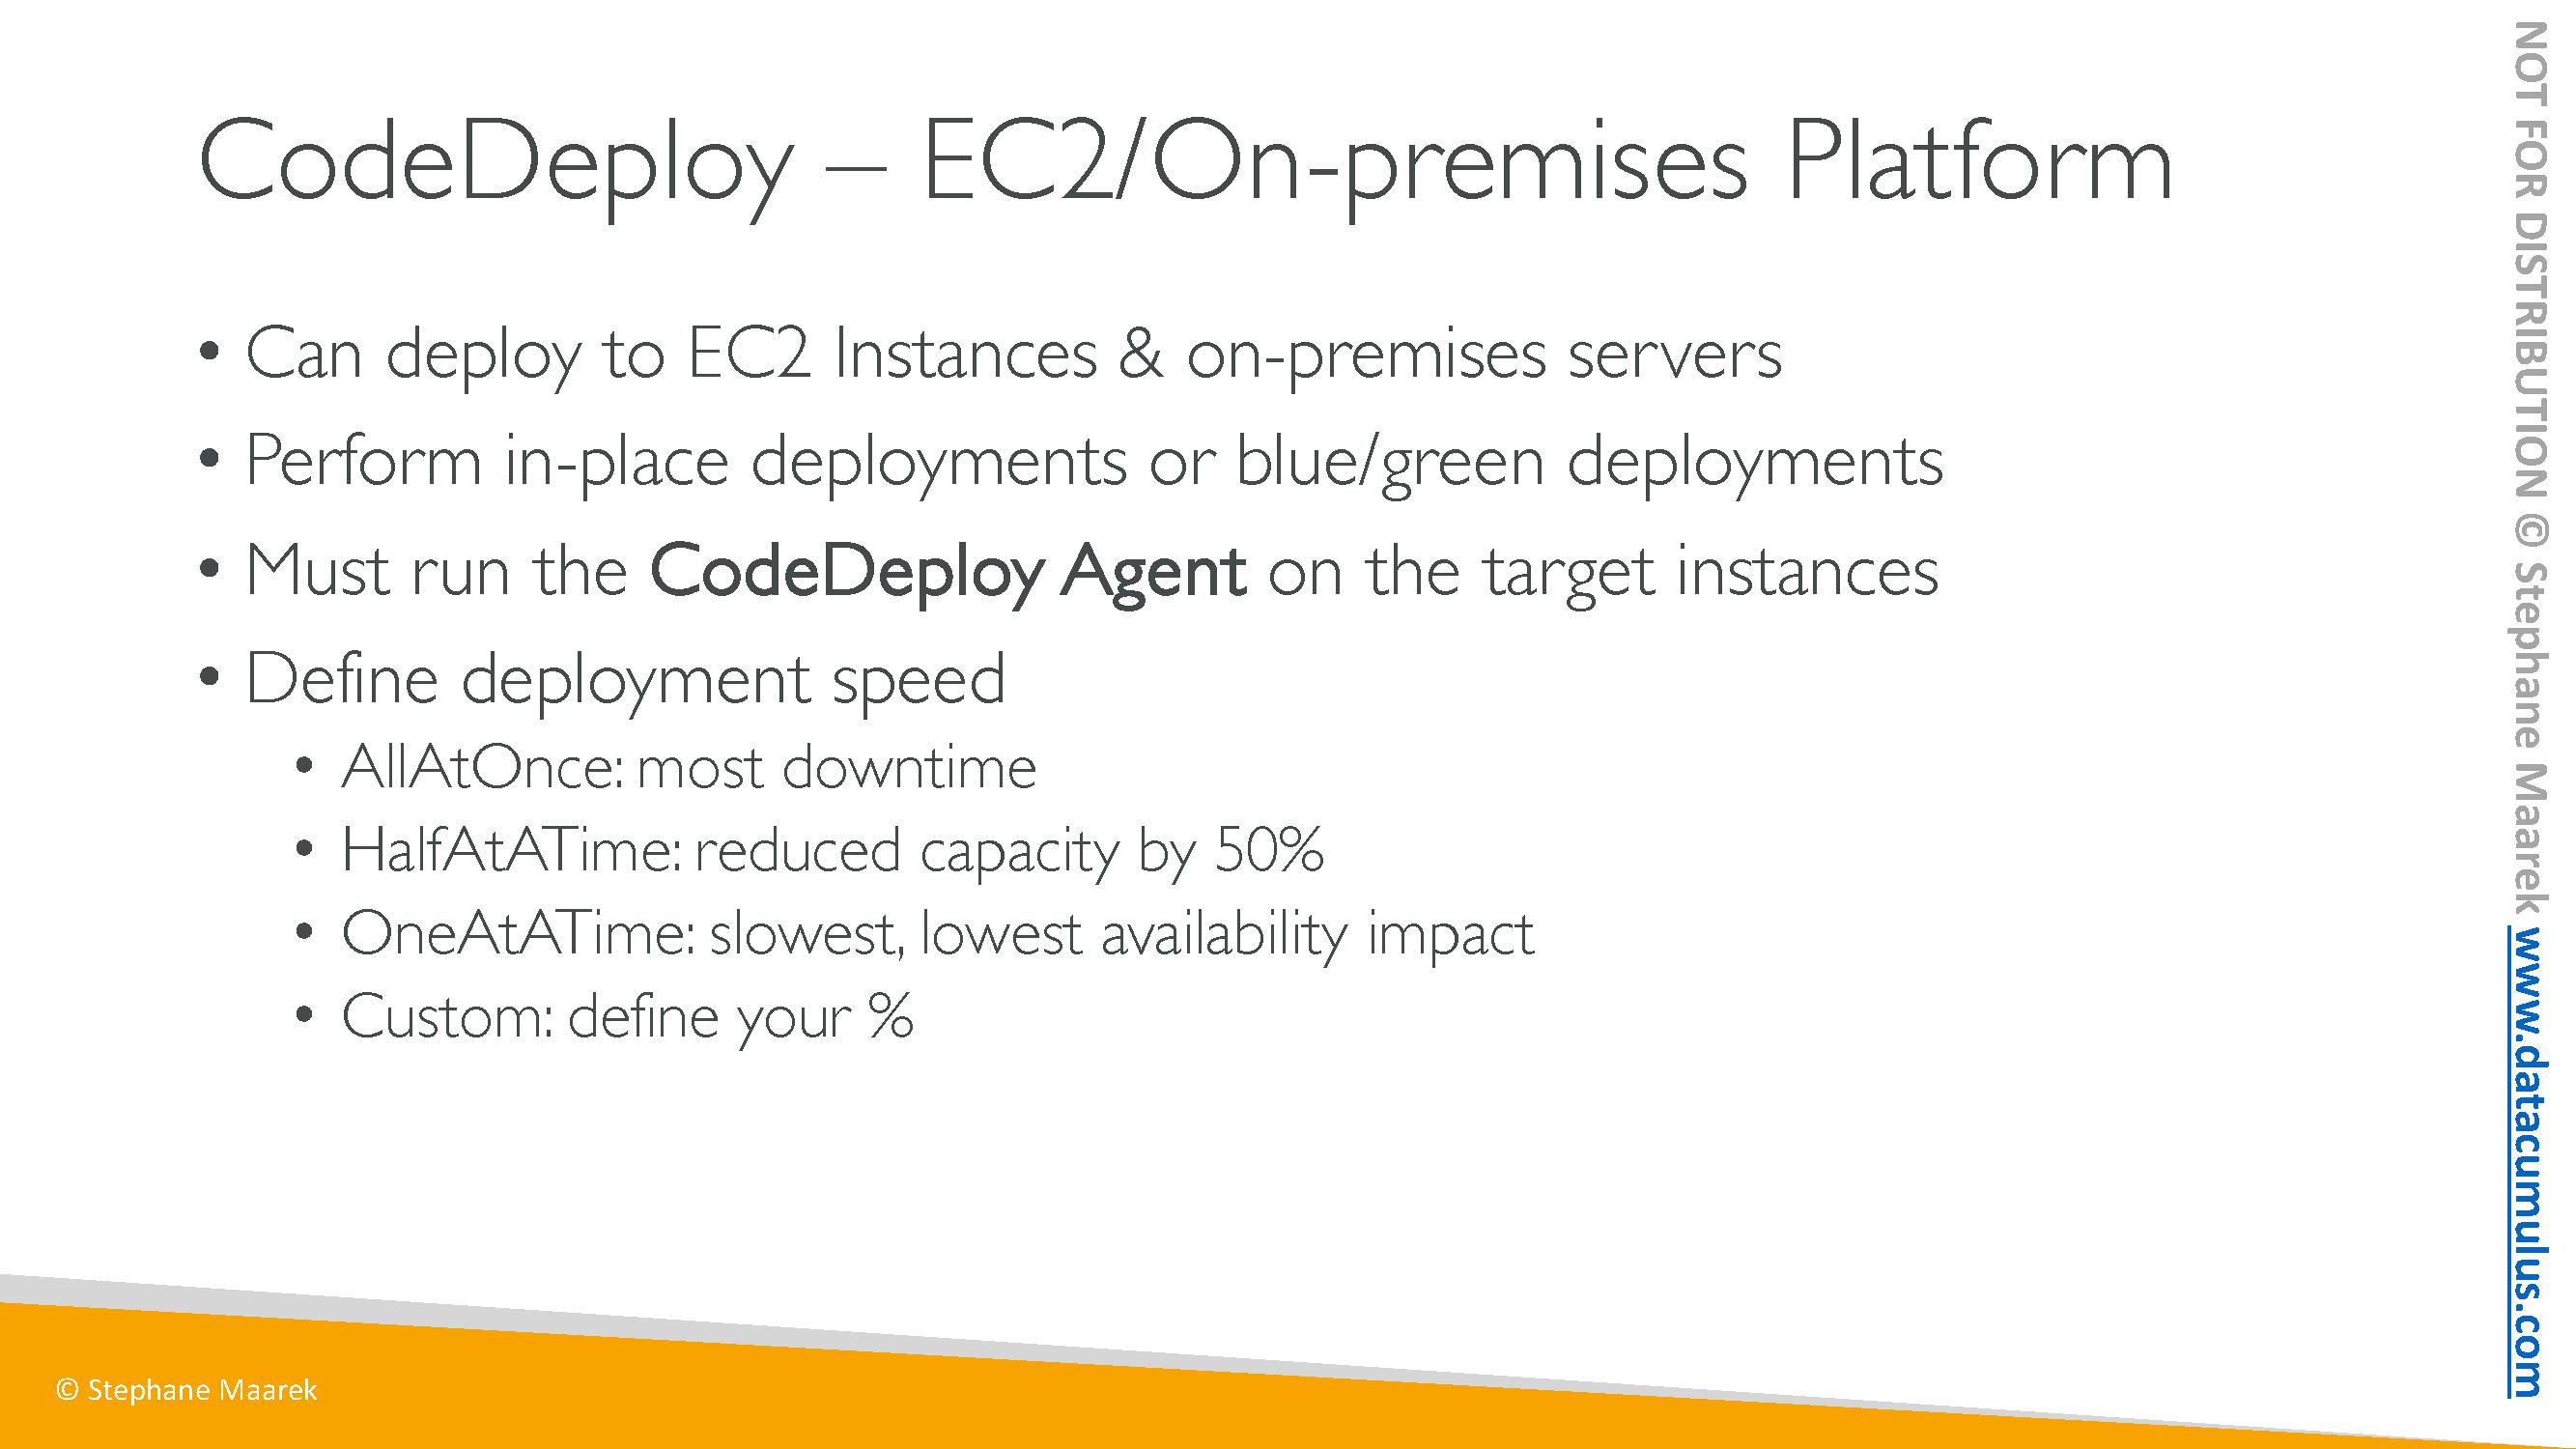 CodeDeploy – EC2/On-premises Platform
• Can deploy to EC2 Instances & on-premises servers
• Perform in-place deployments or blue/green deployments
• Must run the CodeDeploy Agent on the target instances
• Define deployment speed
• AllAtOnce: most downtime
• HalfAtATime: reduced capacity by 50%
• OneAtATime: slowest, lowest availability impact
• Custom: define your %
© Stephane Maarek
NOT FOR DISTRIBUTION © Stephane Maarek www.datacumulus.com